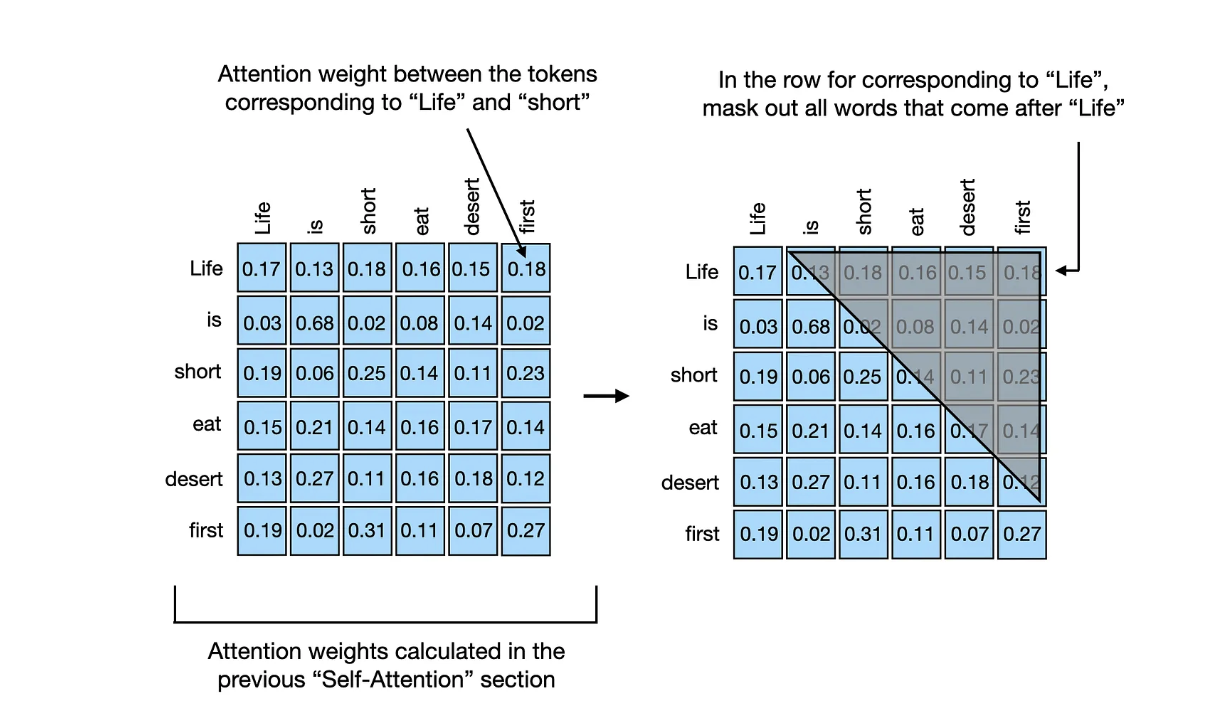 Attention weight between the tokens
corresponding to “Life” and “short”
Life is short eat desert first
Life 0.17 0.13 0.18 0.16 0.15 0.18
is 0.03 0.68 0.02 0.08 0.14 0.02
short 0.19 0.06 0.25 0.14 0.11 0.23
eat 0.15 0.21 0.14 0.16 0.17 0.14
desert 0.13 0.27 0.11 0.16 0.18 0.12
first 0.19 0.02 0.31 0.11 0.07 0.27
Attention weights calculated in the
previous “Self-Attention” section
In the row for corresponding to “Life”,
mask out all words that come after “Life”
Life is short eat desert first
Life 0.17 0.13 0.18 0.16 0.15 0.18
is 0.03 0.68 0.02 0.08 0.14 0.02
short 0.19 0.06 0.25 0.14 0.11 0.23
eat 0.15 0.21 0.14 0.16 0.17 0.14
desert 0.13 0.27 0.11 0.16 0.18 0.12
first 0.19 0.02 0.31 0.11 0.07 0.27